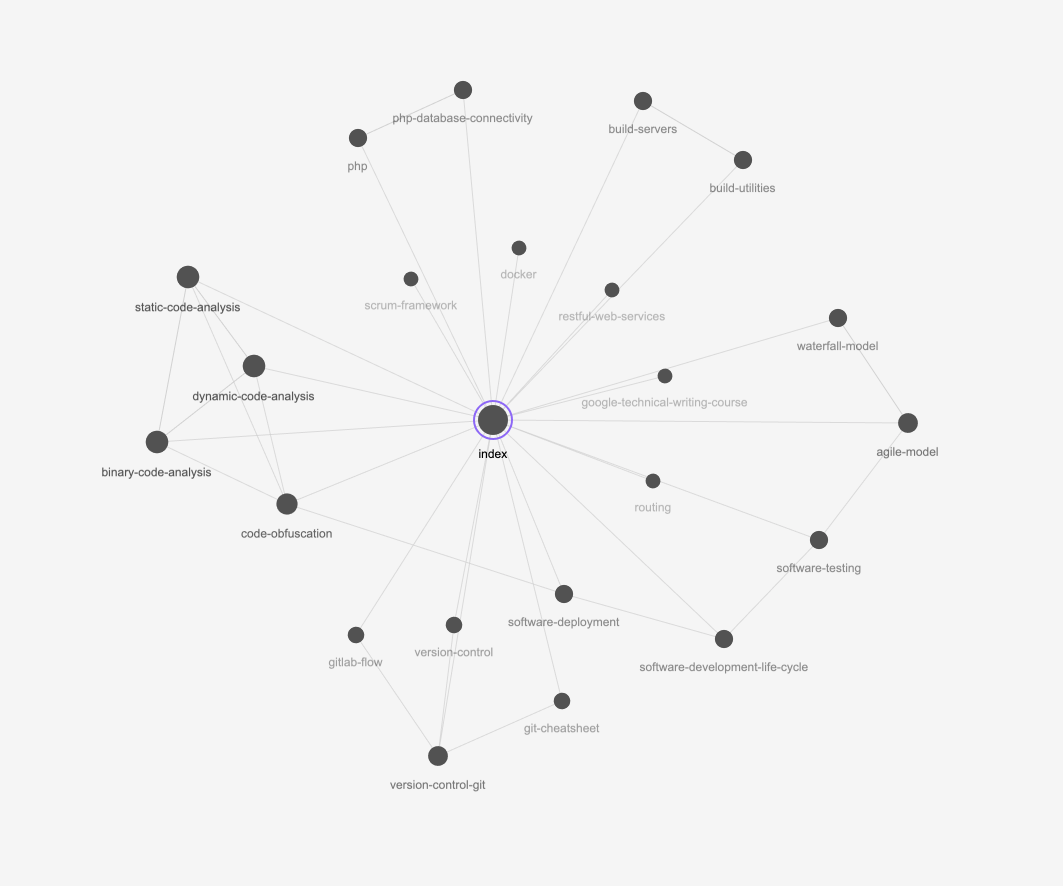 php-database-connectivity
build-servers
php
build-utilities
docker
scrum-framework
static-code-analysis
restful-web-services
waterfall-model
dynamic-code-analysis
google-technical-writing-course
index
agile-model
binary-code-analysis
routing
code-obfuscation
software-testing
software-deployment
version-control
gitlab-flow
software-development-life-cycle
git-cheatsheet
version-control-git